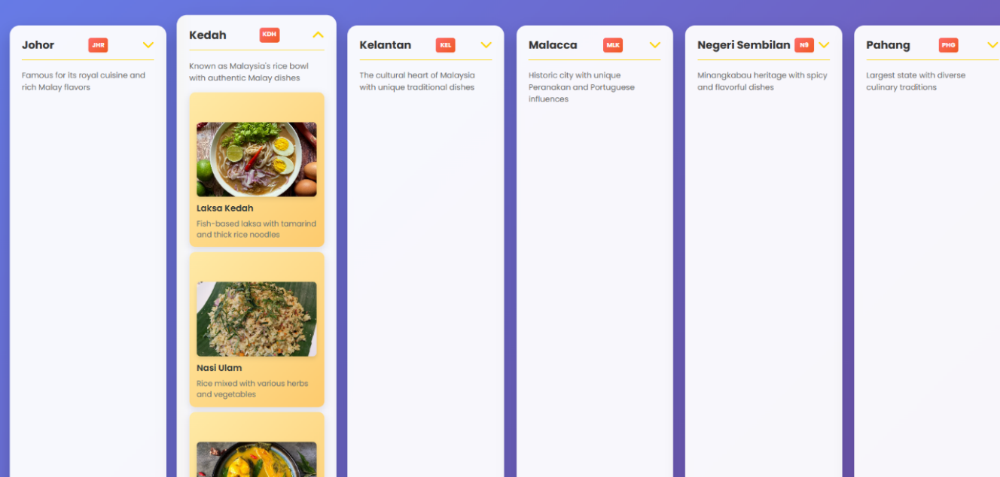 Johor
JHR
Famous for its royal cuisine and
rich Malay flavors
Kedah
KDH
Known as Malaysia's rice bowl
with authentic Malay dishes
Laksa Kedah
Fish-based laksa with tamarind
and thick rice noodles
Nasi Ulam
Rice mixed with various herbs
and vegetables
Kelantan
KEL
The cultural heart of Malaysia
with unique traditional dishes
Malacca
MLK
Historic city with unique
Peranakan and Portuguese
influences
Negeri Sembilan
N9
Minangkabau heritage with spicy
and flavorful dishes
Pahang
PHG
Largest state with diverse
culinary traditions